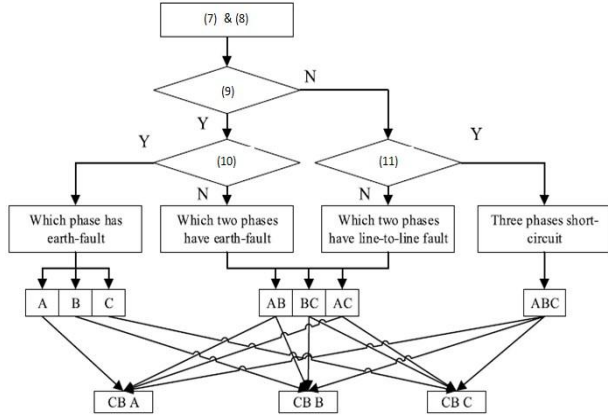 (7) & (8)
N
(9)
Y
Y
Y
(10)
(11)
N
N
Which phase has
earth-fault
Which two phases
have earth-fault
Which two phases
have line-to-line fault
Three phases short-
circuit
A B C
AB BC AC
ABC
CB A
CB B
CB C